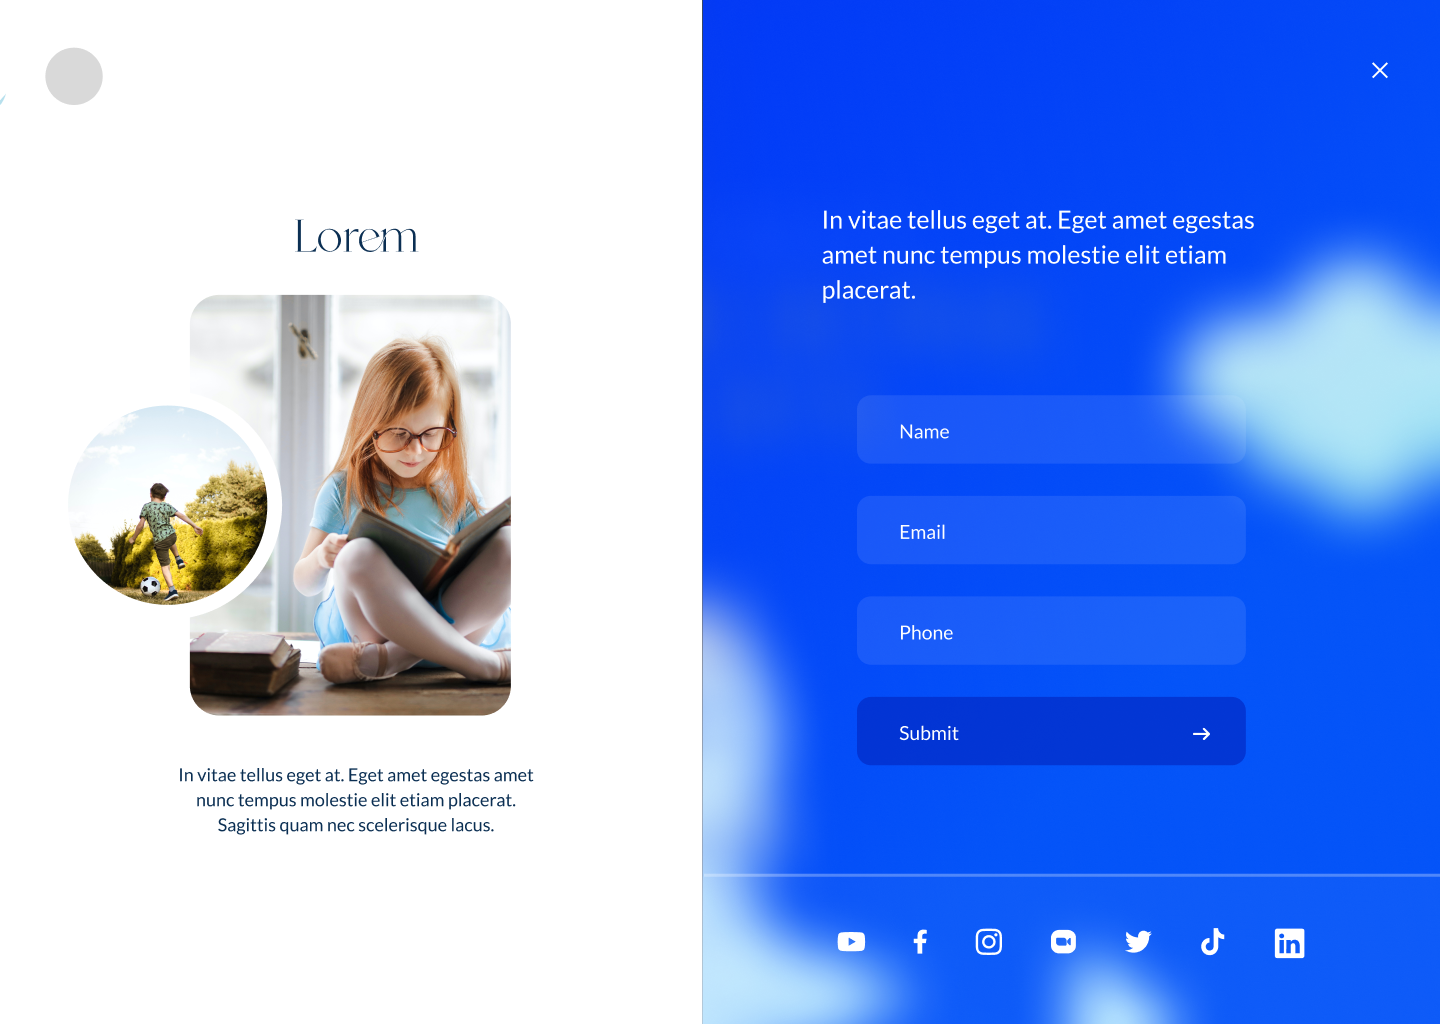 Lorem
In vitae tellus eget at. Eget amet egestas amet
nunc tempus molestie elit etiam placerat.
Sagittis quam nec scelerisque lacus.
In vitae tellus eget at. Eget amet egestas
amet nunc tempus molestie elit etiam
placerat.
Name
Email
Phone
Submit